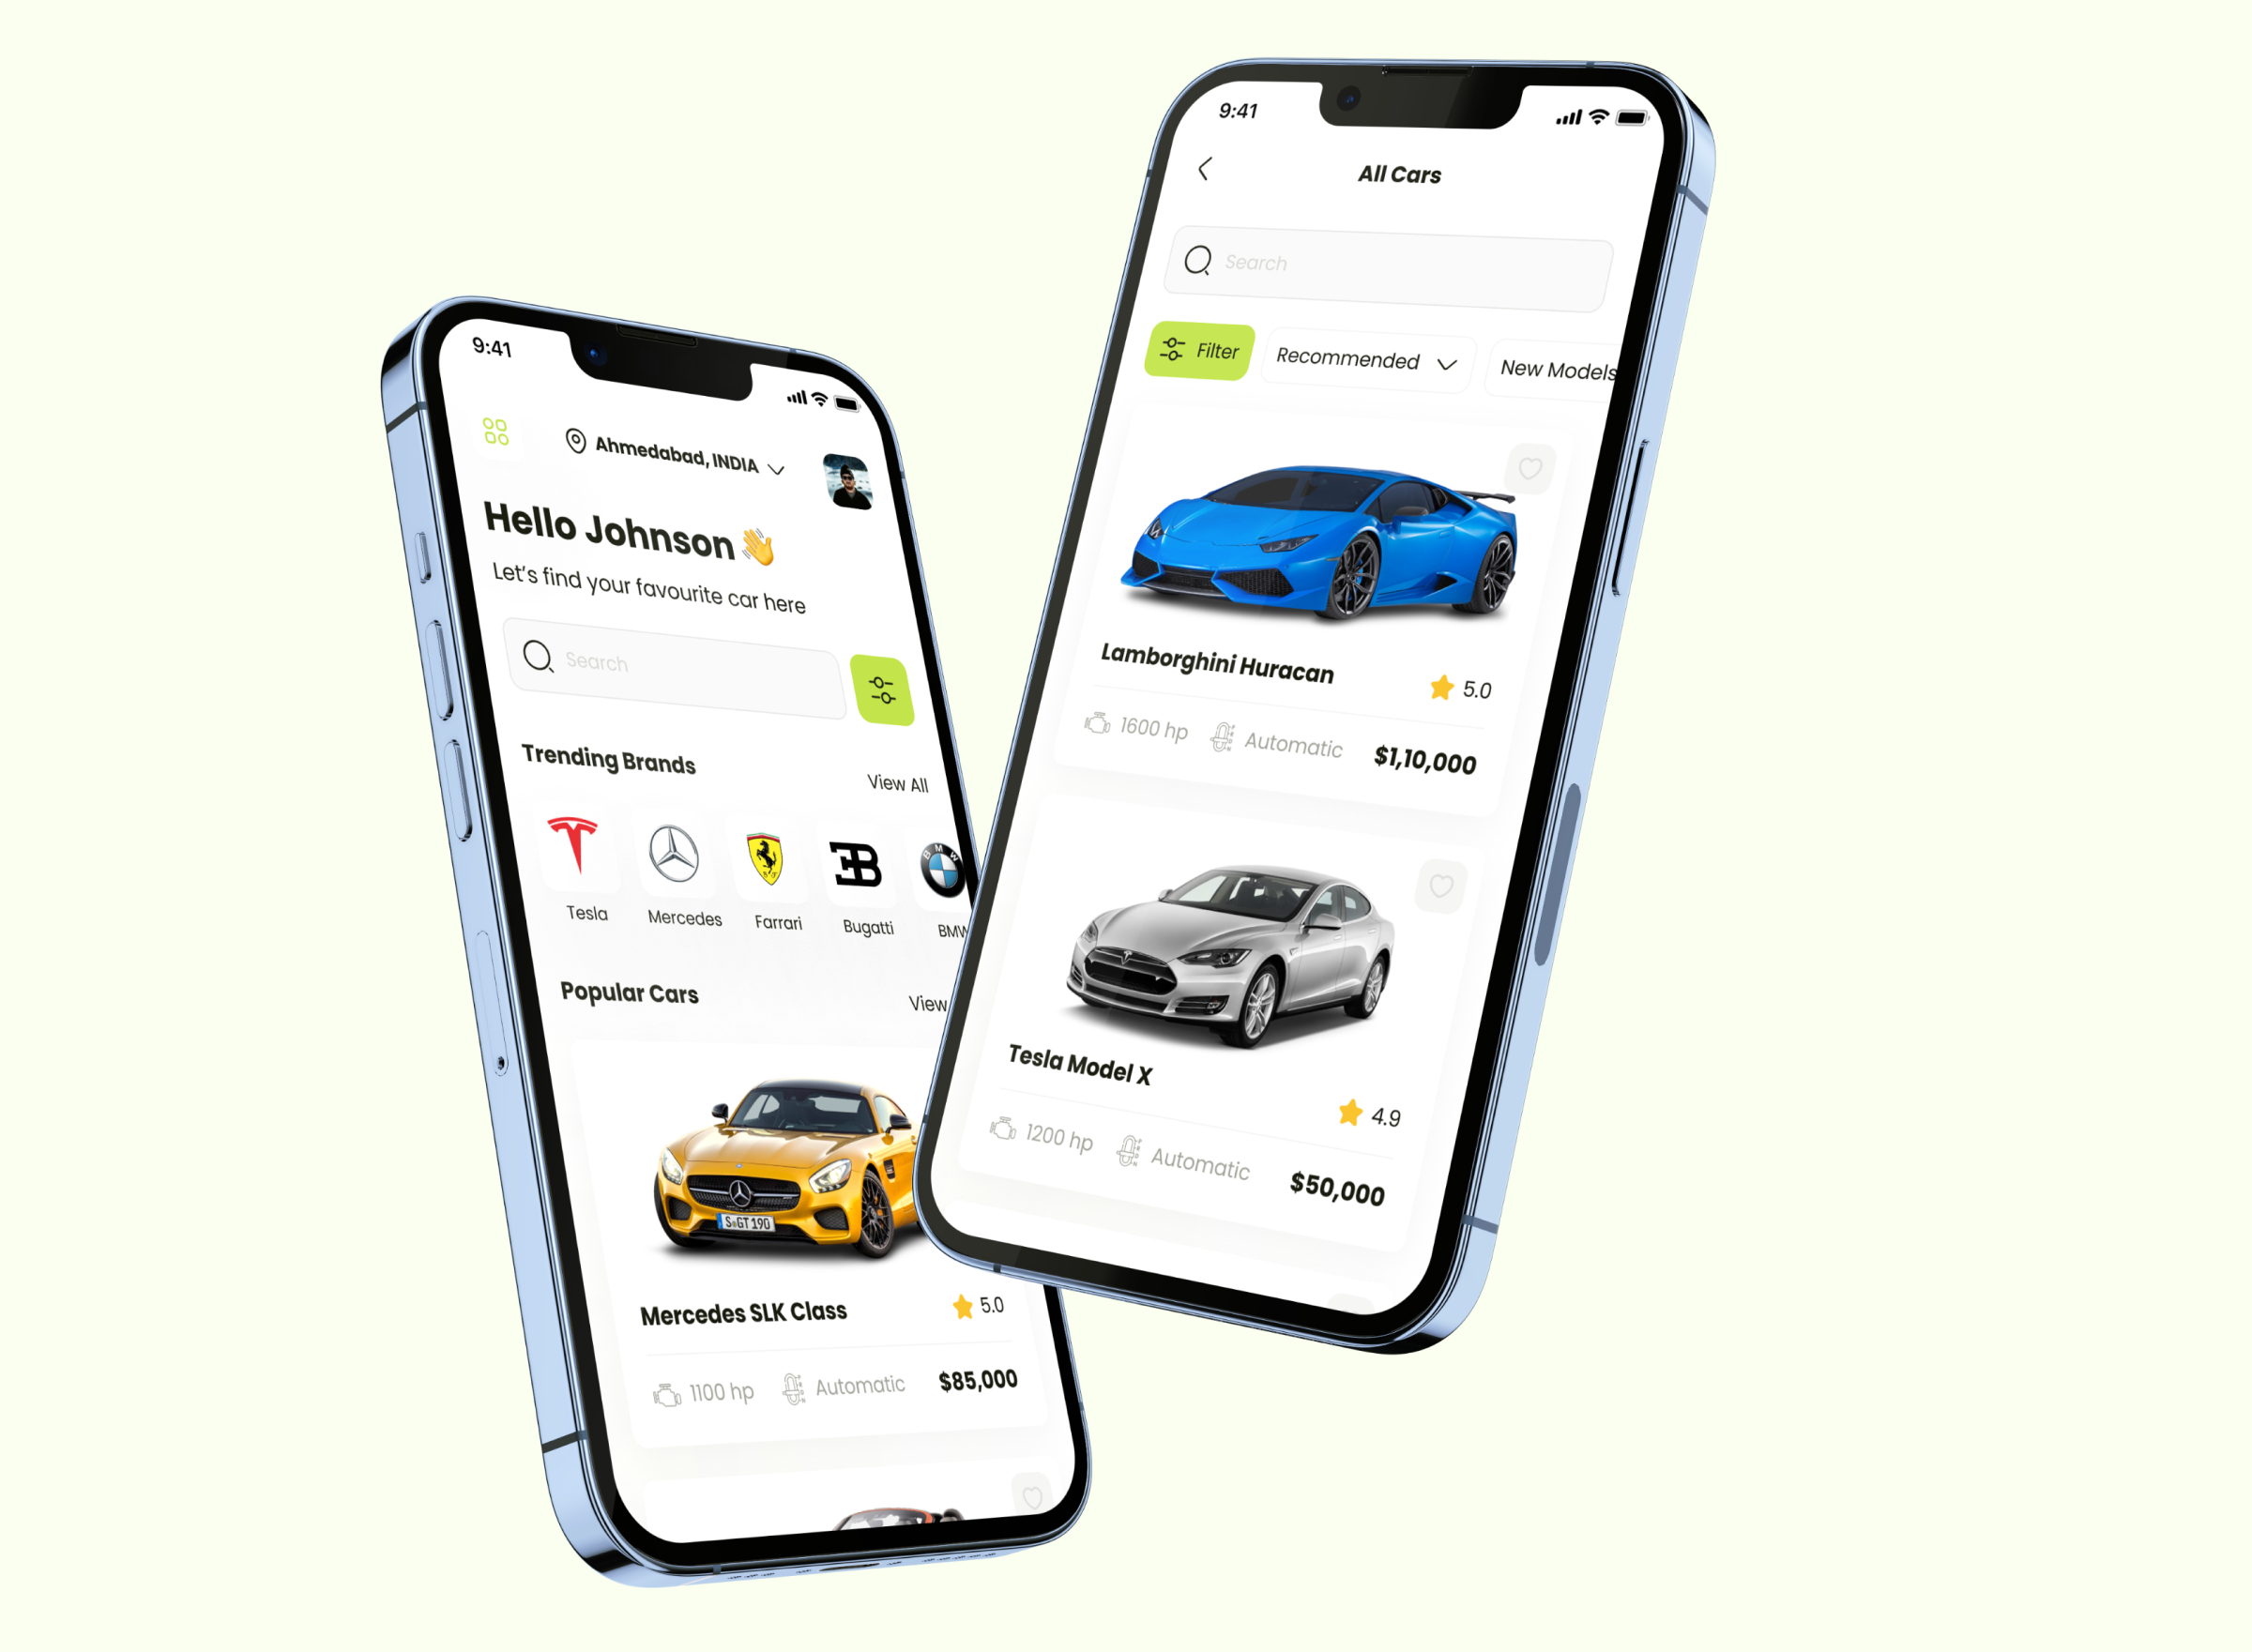 9:41
Ahmedabad, INDIA
Hello Johnson 👋
Let's find your favourite car here
Search
Trending Brands
View All
Tesla
Mercedes
Farrari
Bugatti
BMW
Popular Cars
View
S GT 190
Mercedes SLK Class
5.0
1100 hp
Automatic
$85,000
9:41
All Cars
Search
Filter
Recommended
New Models
Lamborghini Huracan
5.0
1600 hp
Automatic
$1,10,000
Tesla Model X
4.9
1200 hp
Automatic
$50,000